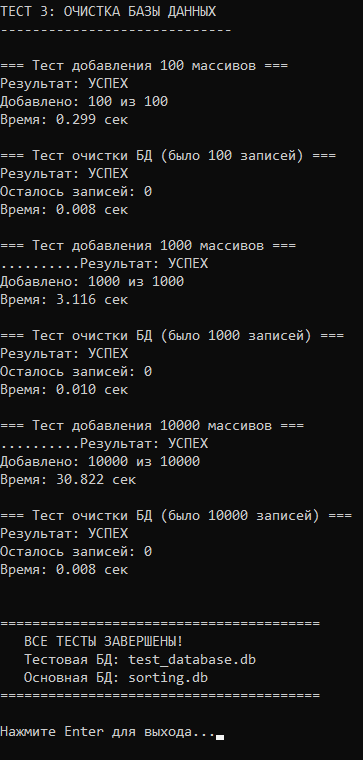 ТЕСТ 3: ОЧИСТКА БАЗЫ ДАННЫХ
-----------------------------
=== Тест добавления 100 массивов ===
Результат: УСПЕХ
Добавлено: 100 из 100
Время: 0.299 сек
=== Тест очистки БД (было 100 записей) ===
Результат: УСПЕХ
Осталось записей: 0
Время: 0.008 сек
=== Тест добавления 1000 массивов ===
..........Результат: УСПЕХ
Добавлено: 1000 из 1000
Время: 3.116 сек
=== Тест очистки БД (было 1000 записей) ===
Результат: УСПЕХ
Осталось записей: 0
Время: 0.010 сек
=== Тест добавления 10000 массивов ===
..........Результат: УСПЕХ
Добавлено: 10000 из 10000
Время: 30.822 сек
=== Тест очистки БД (было 10000 записей) ===
Результат: УСПЕХ
Осталось записей: 0
Время: 0.008 сек
========================================
ВСЕ ТЕСТЫ ЗАВЕРШЕНЫ!
Тестовая БД: test_database.db
Основная БД: sorting.db
========================================
Нажмите Enter для выхода...